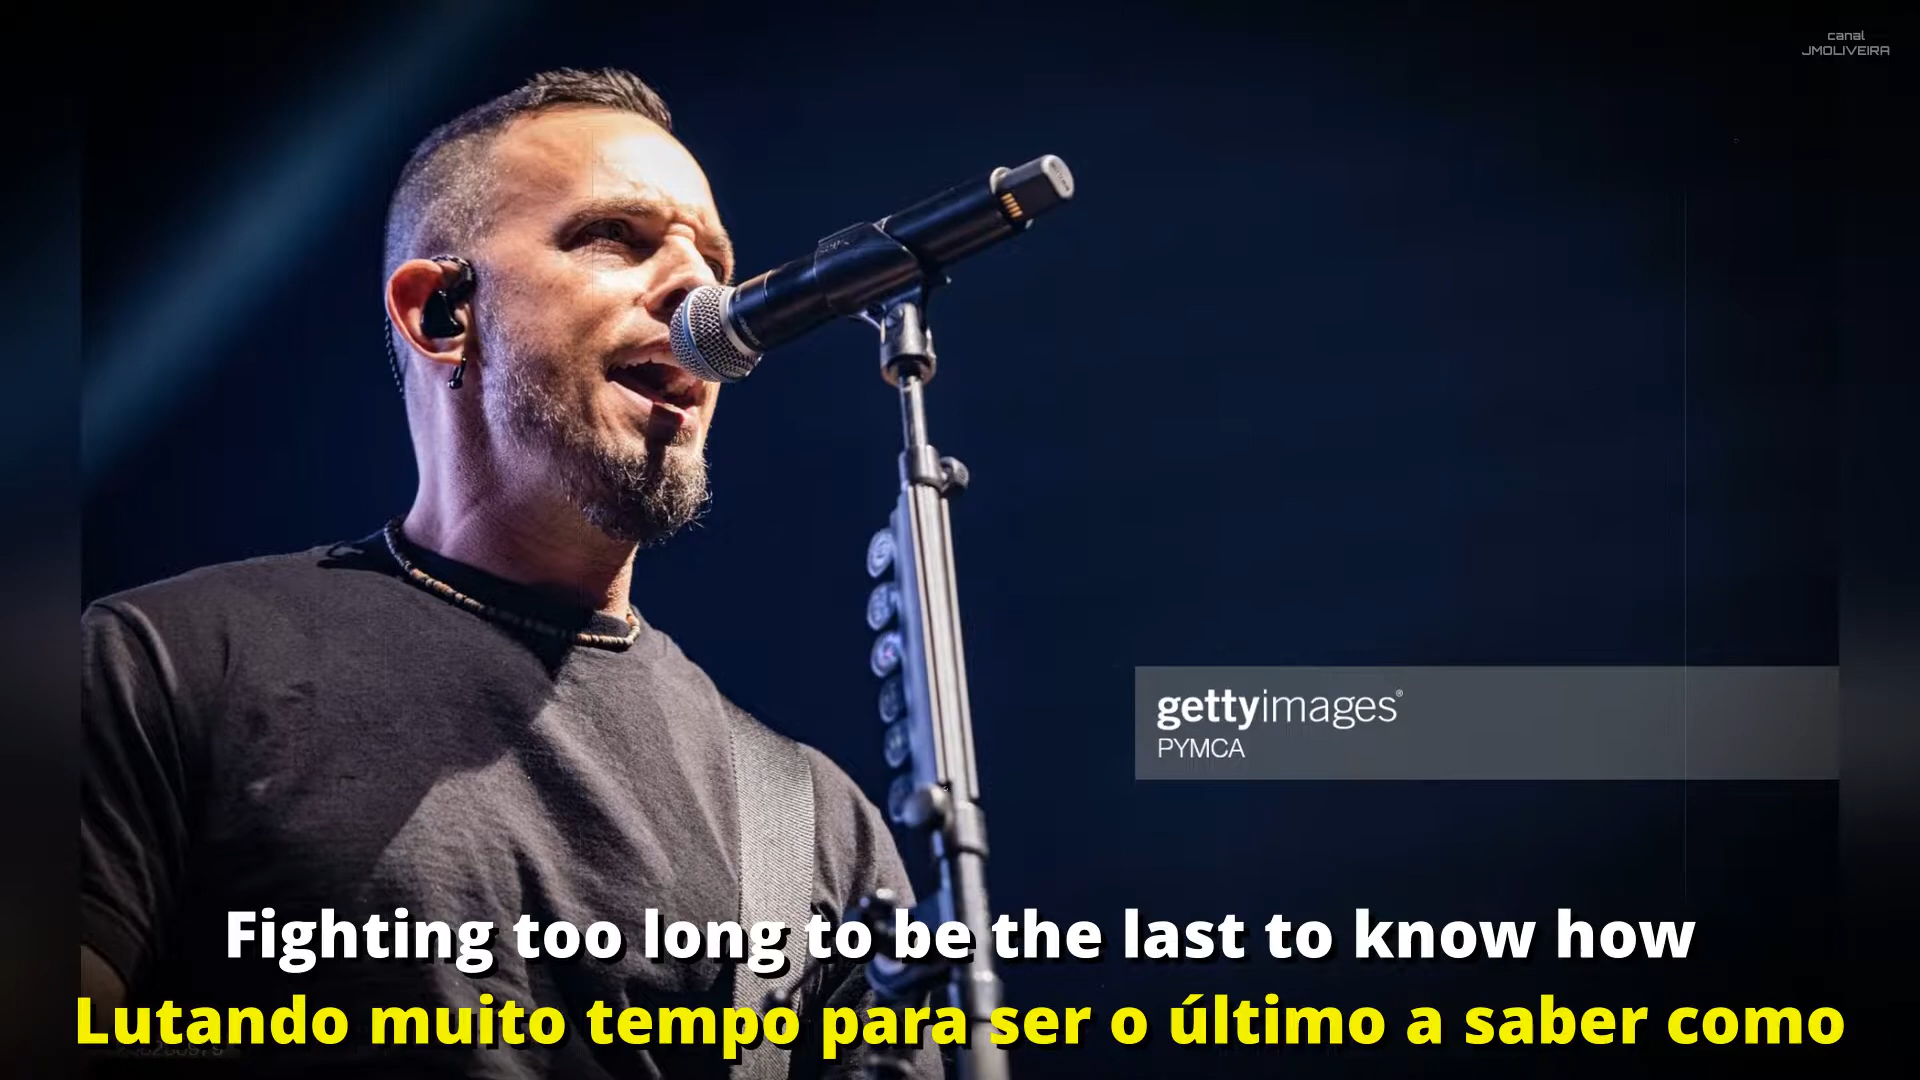 canal
JMOLIVEIRA
gettyimages®
PYMCA
Fighting too long to be the last to know how
Lutando muito tempo para ser o último a saber como